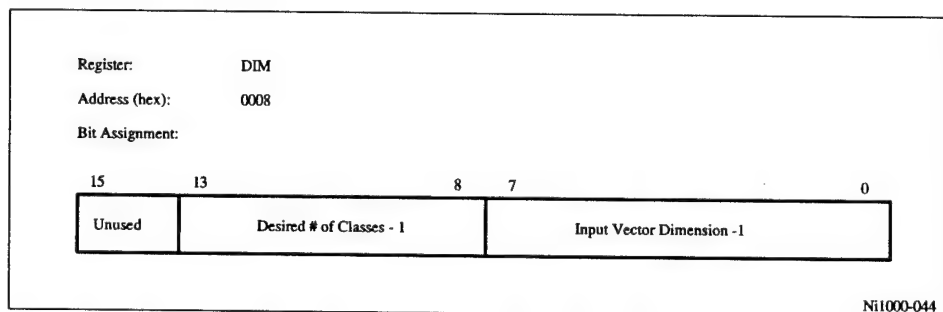 Register: DIM
Address (hex): 0008
Bit Assignment:
15 13 8 7 0
Unused Desired # of Classes - 1 Input Vector Dimension -1
Ni1000-044